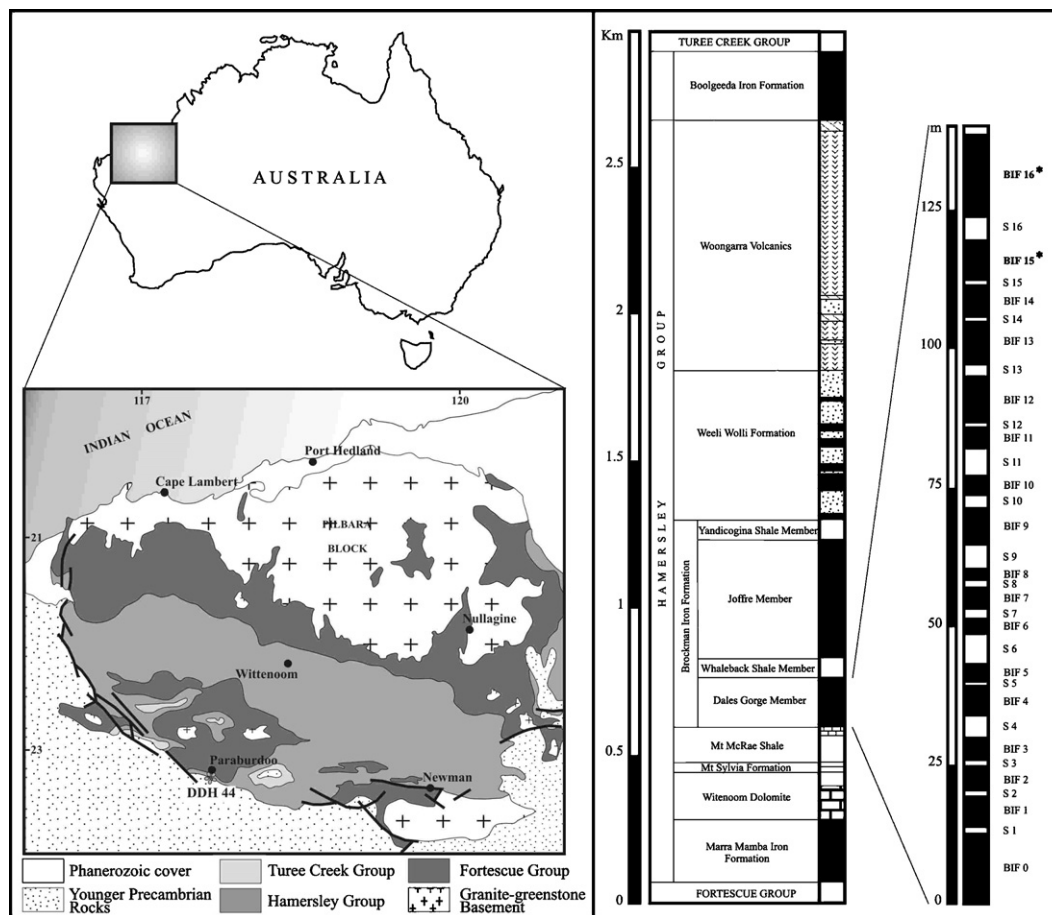 AUSTRALIA
117
120
INDIAN OCEAN
Port Hedland
Cape Lambert
21
PILBARA
BLOCK
Nullagine
Wittenoom
23
Paraburdoo
DDH 44
Newman
Phanerozoic cover
Turee Creek Group
Fortescue Group
Younger Precambrian
Rocks
Hamersley Group
Granite-greenstone
Basement
Km
2.5
2
1.5
1
0.5
0
TUREE CREEK GROUP
Boolgeeda Iron Formation
Woongarra Volcanics
Weeli Wolli Formation
Yandicogina Shale Member
Joffre Member
Whaleback Shale Member
Dales Gorge Member
Mt McRae Shale
Mt Sylvia Formation
Witenoom Dolomite
Marra Mamba Iron
Formation
FORTESCUE GROUP
HAMERSLEY GROUP
Brockman Iron Formation
m
125
100
75
50
25
0
BIF 16*
S 16
BIF 15*
S 15
BIF 14
S 14
BIF 13
S 13
BIF 12
S 12
BIF 11
S 11
BIF 10
S 10
BIF 9
S 9
BIF 8
S 8
BIF 7
S 7
BIF 6
S 6
BIF 5
S 5
BIF 4
S 4
BIF 3
S 3
BIF 2
S 2
BIF 1
S 1
BIF 0